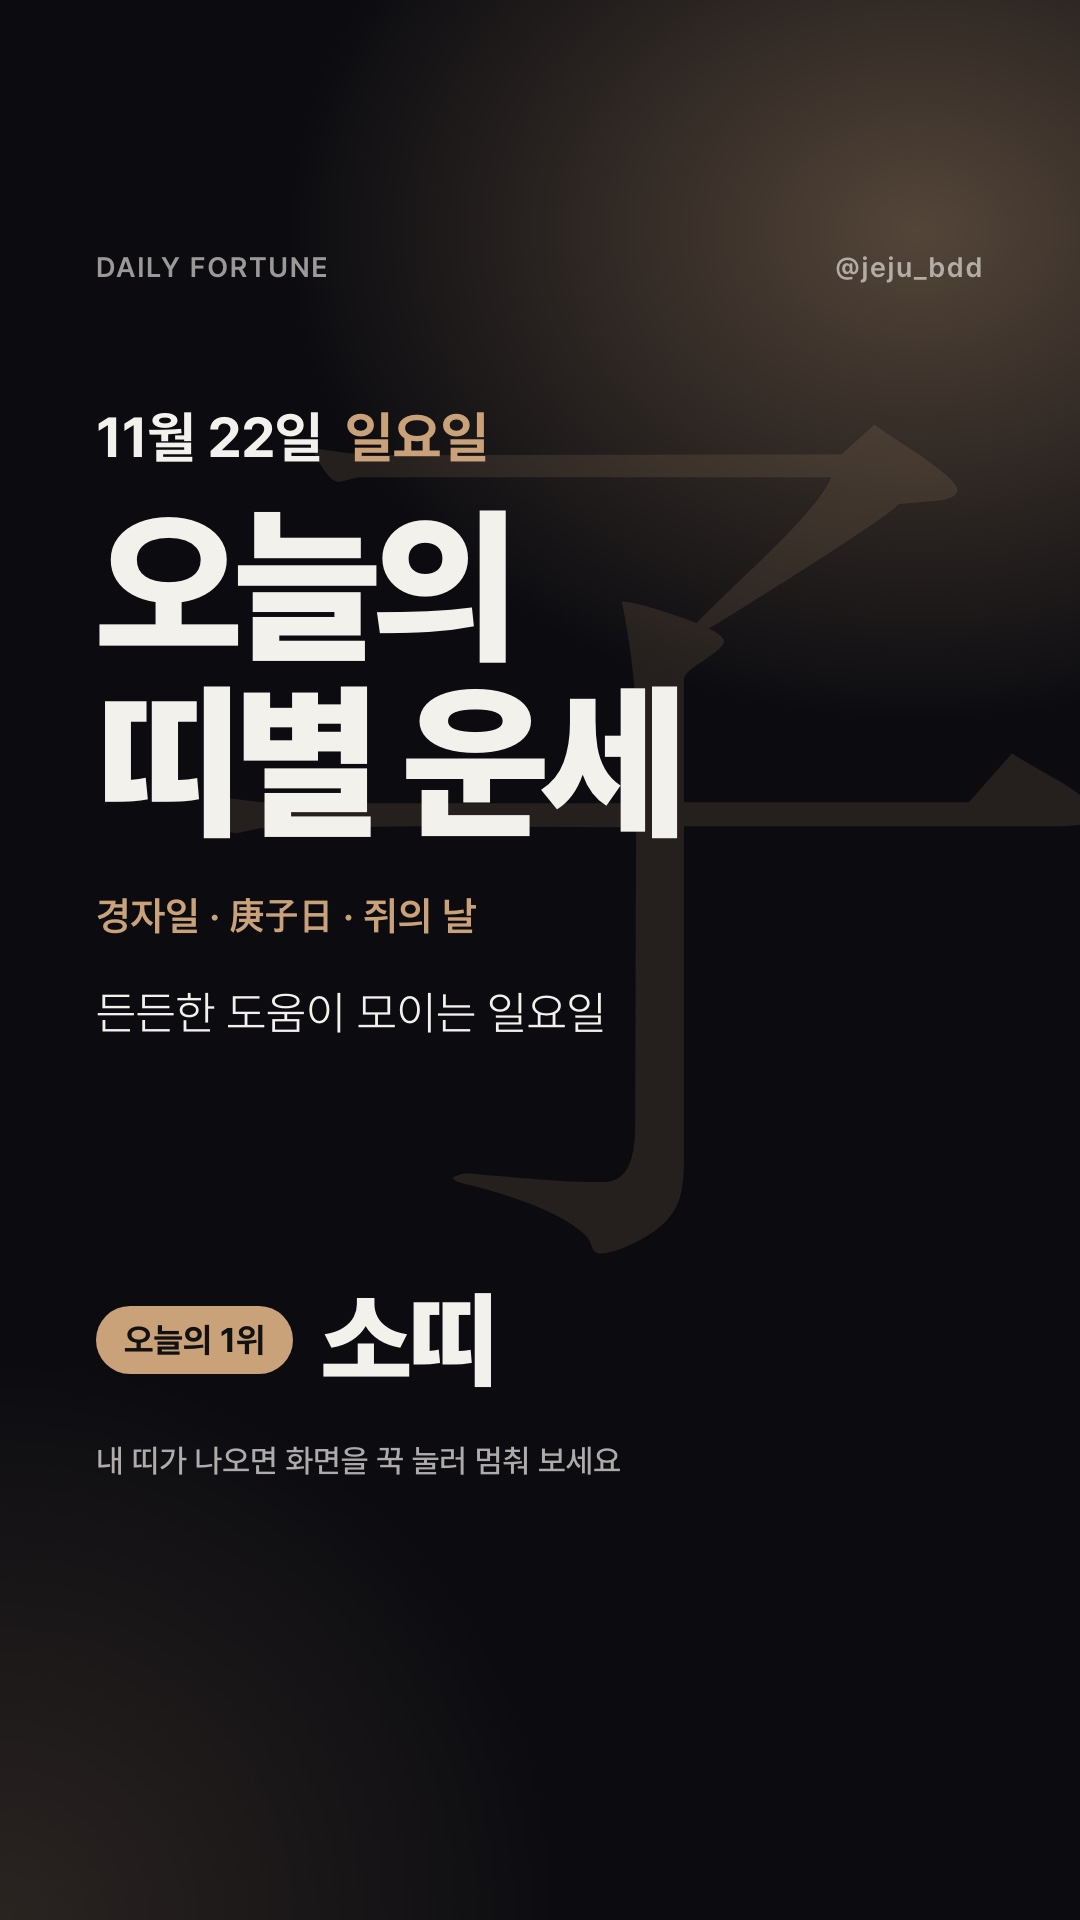 DAILY FORTUNE
@jeju_bdd
11월 22일 일요일
오늘의
띠별 운세
子
경자일 · 庚子日 · 쥐의 날
든든한 도움이 모이는 일요일
오늘의 1위 소띠
내 띠가 나오면 화면을 꾹 눌러 멈춰 보세요